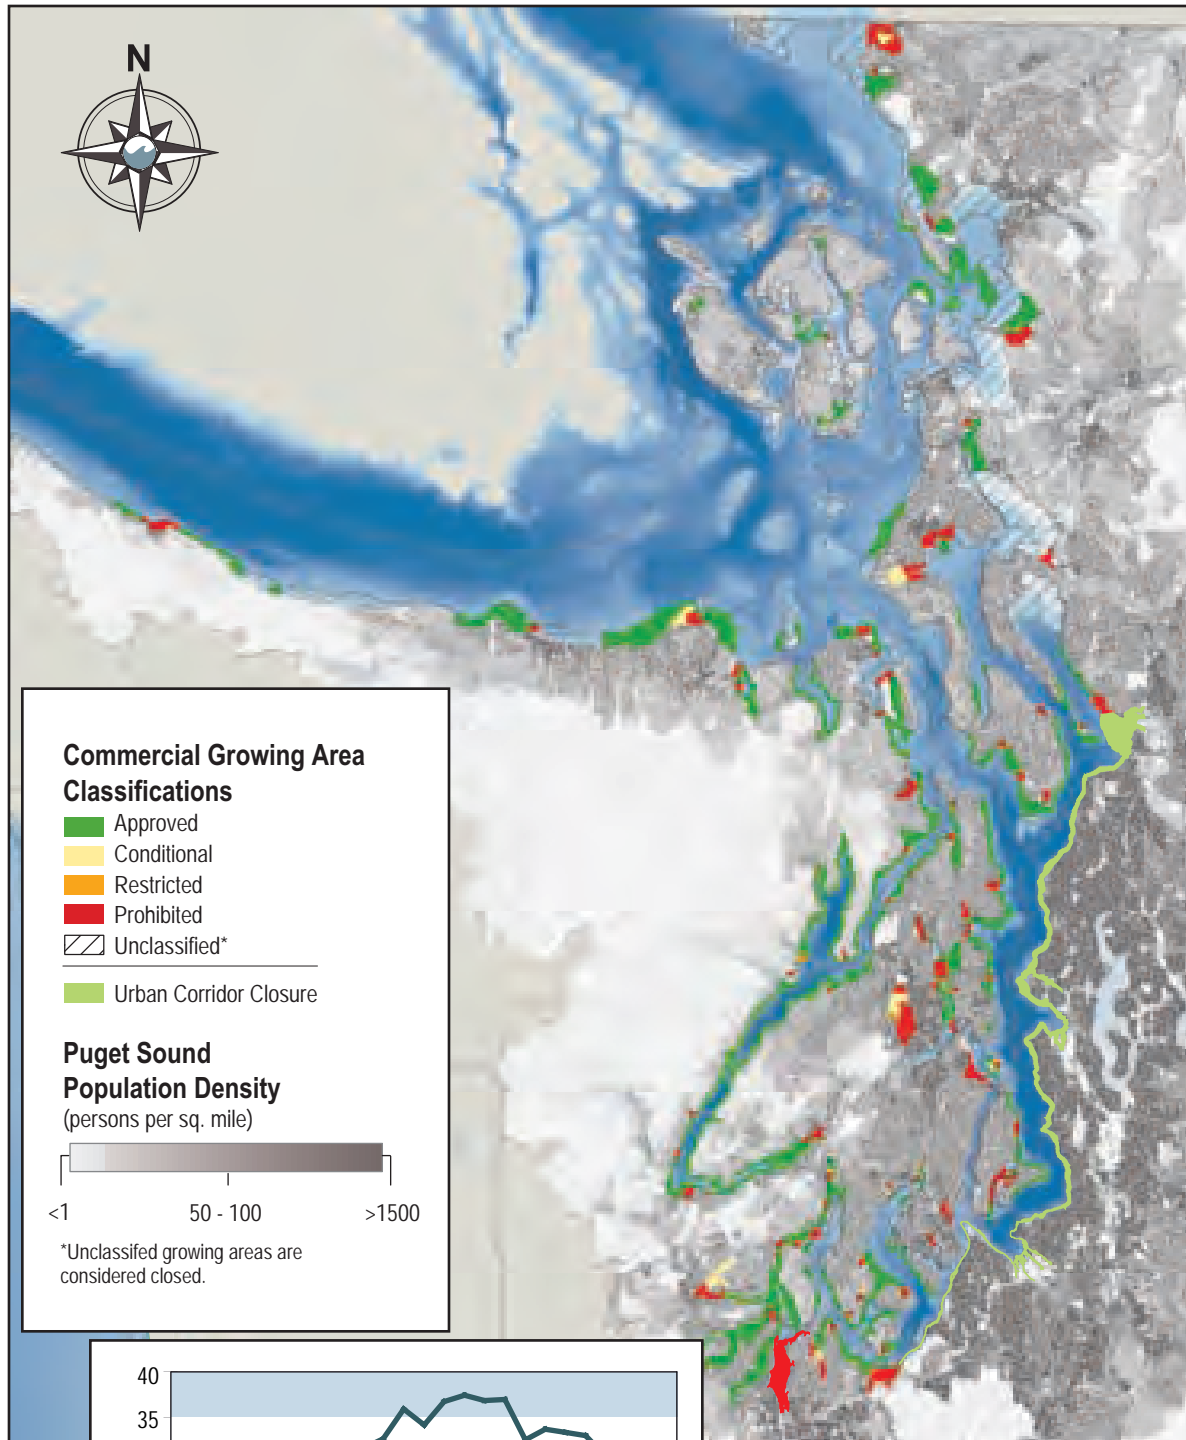 N
Commercial Growing Area
Classifications
Approved
Conditional
Restricted
Prohibited
Unclassified*
Urban Corridor Closure
Puget Sound
Population Density
(persons per sq. mile)
<1 50 - 100 >1500
*Unclassifed growing areas are
considered closed.
40
35